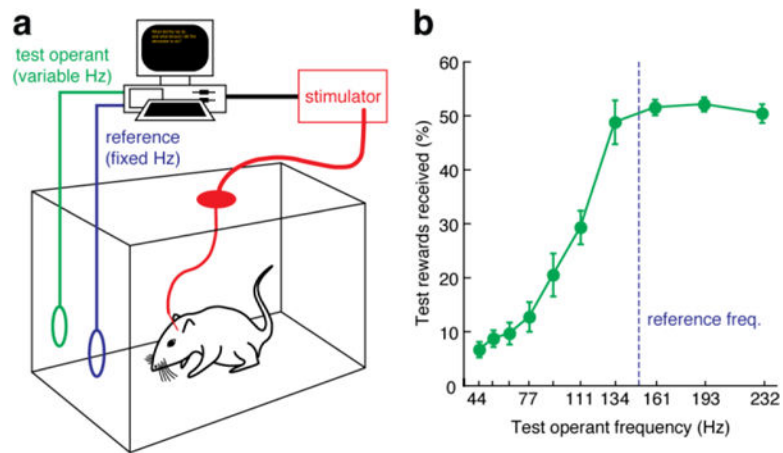 a
test operant
(variable Hz)
reference
(fixed Hz)
stimulator
b
Test rewards received (%)
60
50
40
30
20
10
0
reference freq.
44 77 111 134 161 193 232
Test operant frequency (Hz)